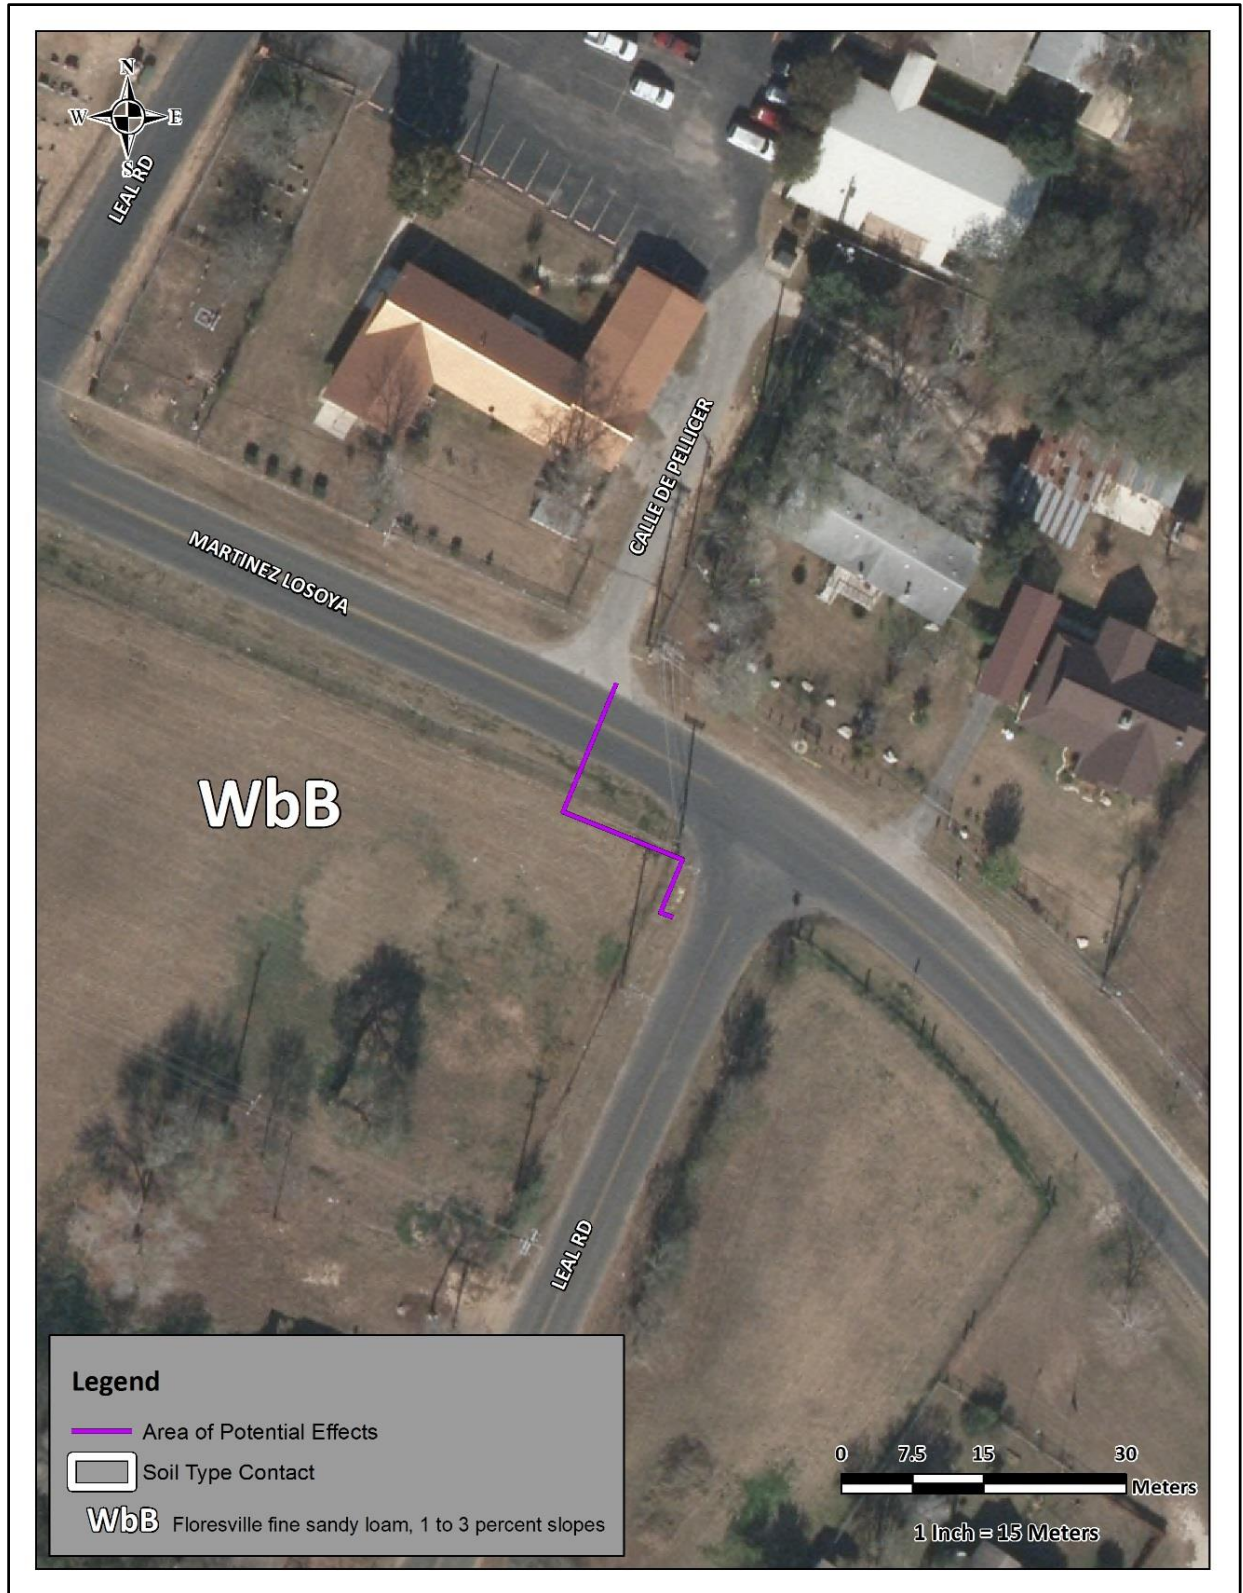 N
W E
S
LEAL RD
CALLE DE PELLICER
MARTINEZ LOSOYA
WbB
LEAL RD
Legend
Area of Potential Effects
Soil Type Contact
WbB Floresville fine sandy loam, 1 to 3 percent slopes
0 7.5 15 30
Meters
1 Inch = 15 Meters